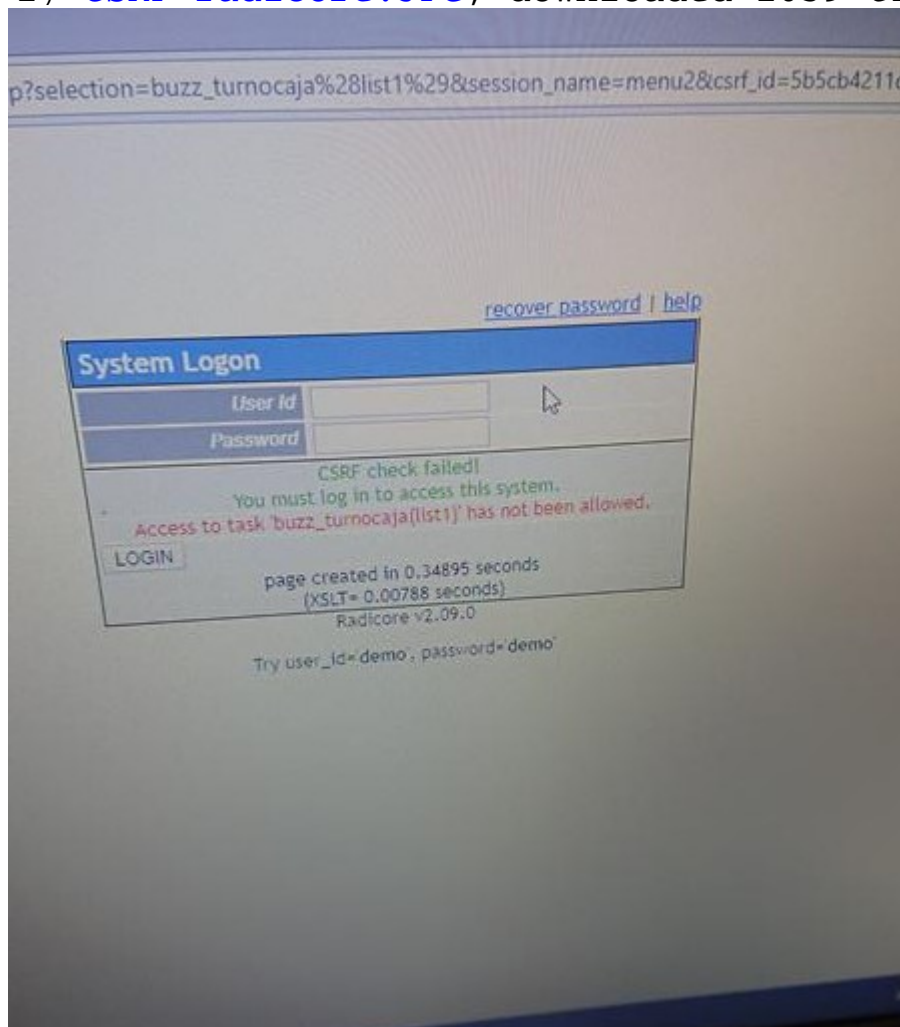 p?selection=buzz_turnocaja%28list1%29&session_name=menu2&csrf_id=5b5cb4211
recover password | help
System Logon
User Id
Password
CSRF check failed!
You must log in to access this system.
Access to task 'buzz_turnocaja(list1)' has not been allowed.
LOGIN
page created in 0.34895 seconds
(XSLT= 0.00788 seconds)
Radicore v2.09.0
Try user_id='demo', password='demo'